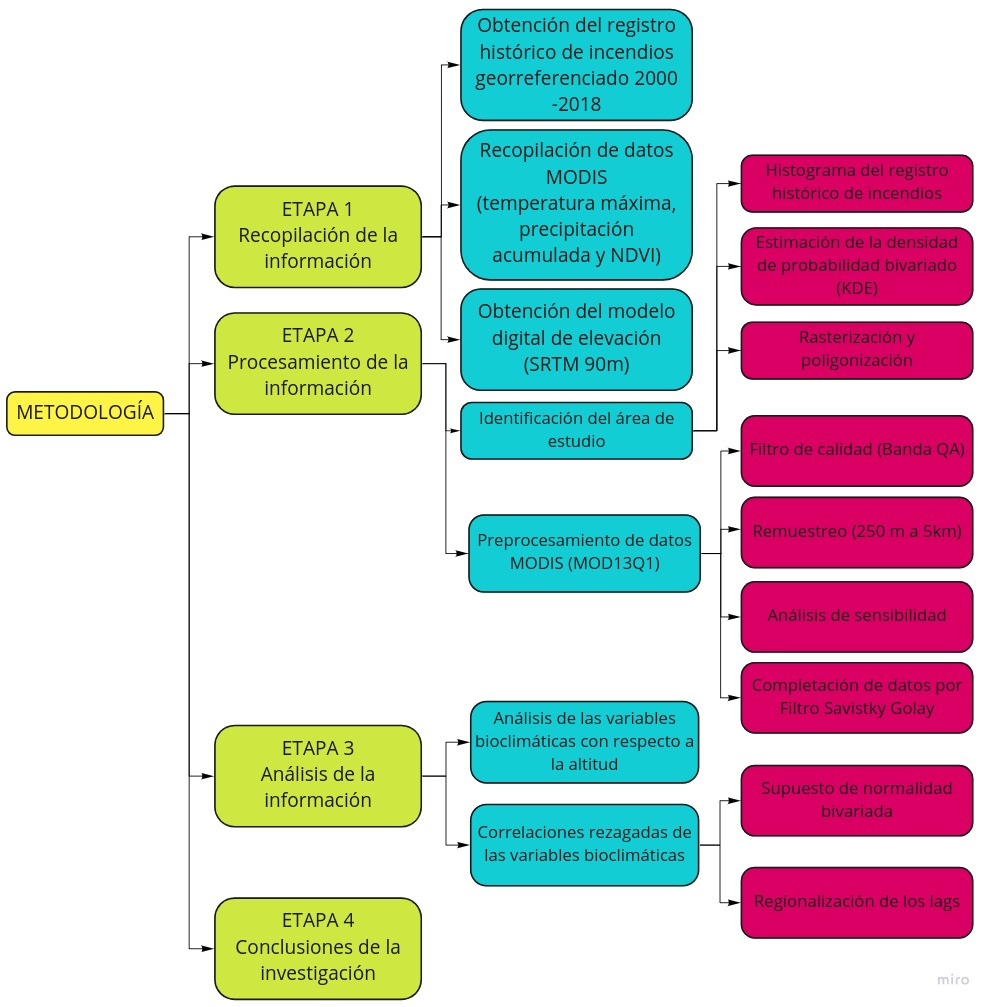 METODOLOGÍA
ETAPA 1
Recopilación de la
información
Obtención del registro
histórico de incendios
georreferenciado 2000
-2018
Recopilación de datos
MODIS
(temperatura máxima,
precipitación
acumulada y NDVI)
Obtención del modelo
digital de elevación
(SRTM 90m)
ETAPA 2
Procesamiento de la
información
Identificación del área de
estudio
Histograma del registro
histórico de incendios
Estimación de la densidad
de probabilidad bivariado
(KDE)
Rasterización y
poligonización
Preprocesamiento de datos
MODIS (MOD13Q1)
Filtro de calidad (Banda QA)
Remuestreo (250 m a 5km)
Análisis de sensibilidad
Completación de datos por
Filtro Savistky Golay
ETAPA 3
Análisis de la
información
Análisis de las variables
bioclimáticas con respecto a
la altitud
Correlaciones rezagadas de
las variables bioclimáticas
Supuesto de normalidad
bivariada
Regionalización de los lags
ETAPA 4
Conclusiones de la
investigación
miro